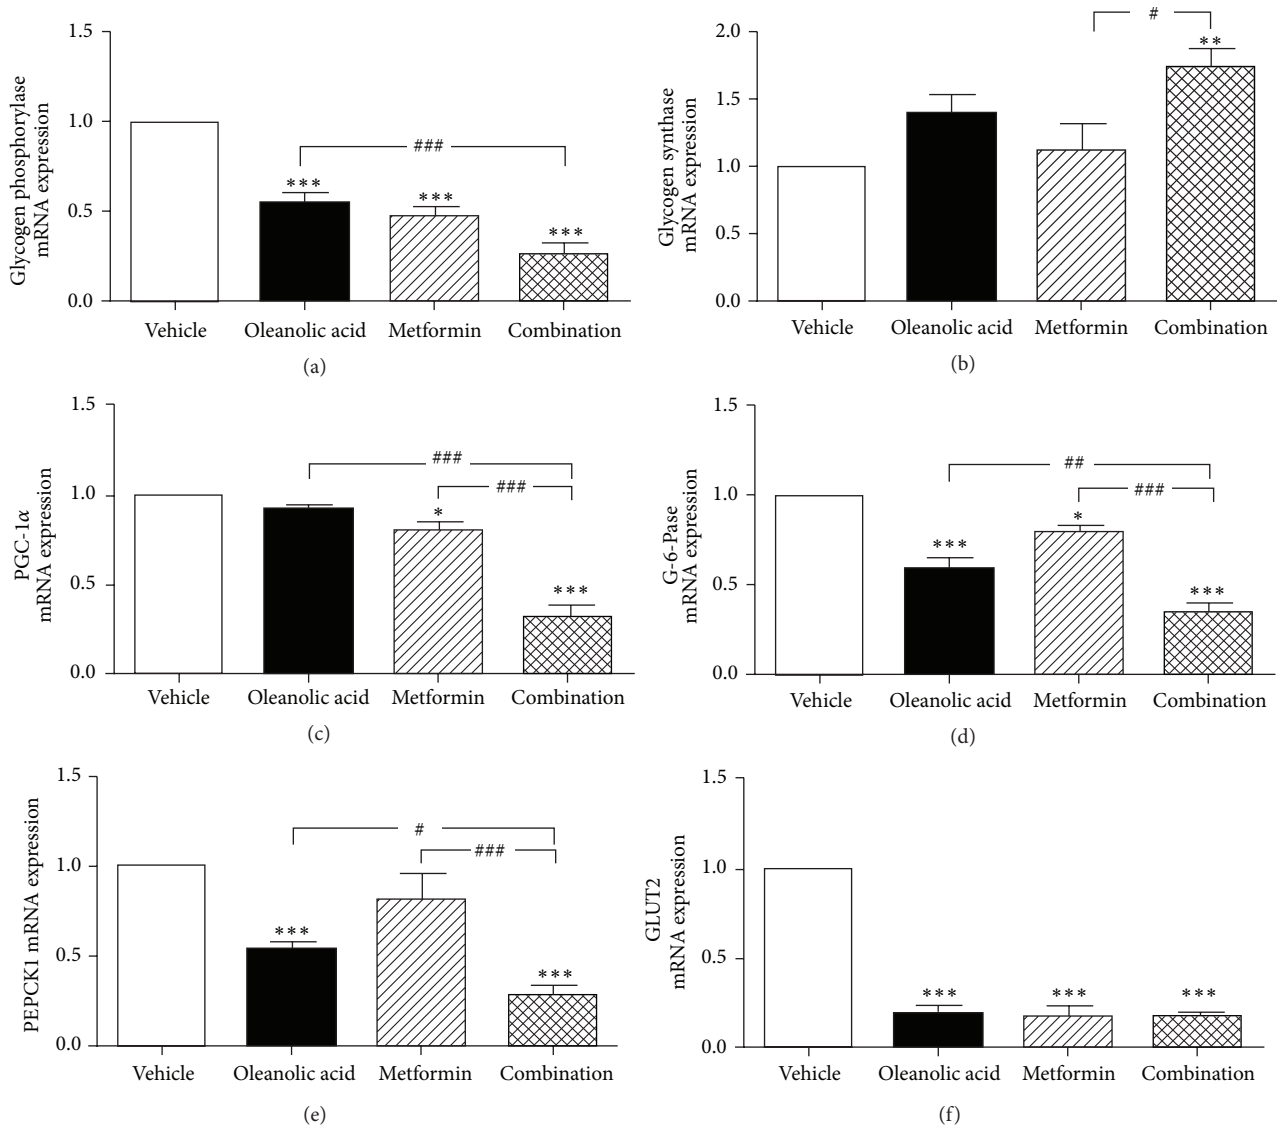 Glycogen phosphorylase
mRNA expression
1.5
1.0
0.5
0.0
###
***
***
***
Vehicle
Oleanolic acid
Metformin
Combination
(a)
Glycogen synthase
mRNA expression
2.0
1.5
1.0
0.5
0.0
#
**
Vehicle
Oleanolic acid
Metformin
Combination
(b)
PGC-1α
mRNA expression
1.5
1.0
0.5
0.0
###
###
*
***
Vehicle
Oleanolic acid
Metformin
Combination
(c)
G-6-Pase
mRNA expression
1.5
1.0
0.5
0.0
##
###
***
*
***
Vehicle
Oleanolic acid
Metformin
Combination
(d)
PEPCK1 mRNA expression
1.5
1.0
0.5
0.0
#
###
***
***
Vehicle
Oleanolic acid
Metformin
Combination
(e)
GLUT2
mRNA expression
1.5
1.0
0.5
0.0
***
***
***
Vehicle
Oleanolic acid
Metformin
Combination
(f)